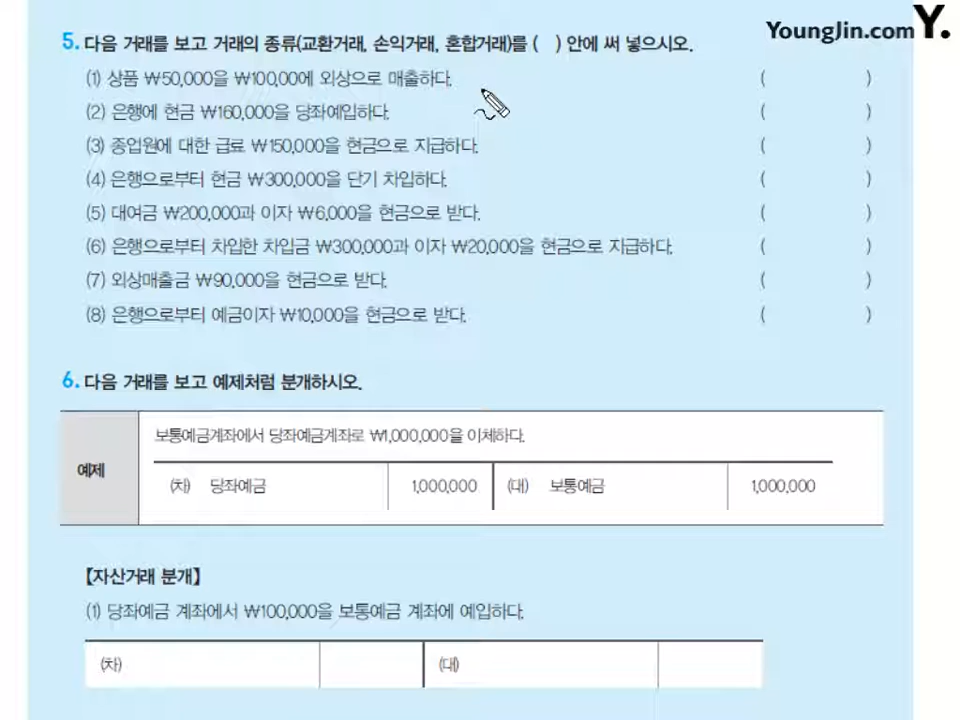 YoungJin.com Y.
5. 다음 거래를 보고 거래의 종류(교환거래, 손익거래, 혼합거래)를 (   ) 안에 써 넣으시오.
(1) 상품 ₩50,000을 ₩100,00에 외상으로 매출하다. (   )
(2) 은행에 현금 ₩160,000을 당좌예입하다. (   )
(3) 종업원에 대한 급료 ₩150,000을 현금으로 지급하다. (   )
(4) 은행으로부터 현금 ₩300,000을 단기 차입하다. (   )
(5) 대여금 ₩200,000과 이자 ₩6,000을 현금으로 받다. (   )
(6) 은행으로부터 차입한 차입금 ₩300,000과 이자 ₩20,000을 현금으로 지급하다. (   )
(7) 외상매출금 ₩90,000을 현금으로 받다. (   )
(8) 은행으로부터 예금이자 ₩10,000을 현금으로 받다. (   )
6. 다음 거래를 보고 예제처럼 분개하시오.
예제
보통예금계좌에서 당좌예금계좌로 ₩1,000,000을 이체하다.
(차) 당좌예금 1,000,000 (대) 보통예금 1,000,000
【자산거래 분개】
(1) 당좌예금 계좌에서 ₩100,000을 보통예금 계좌에 예입하다.
(차) (대)